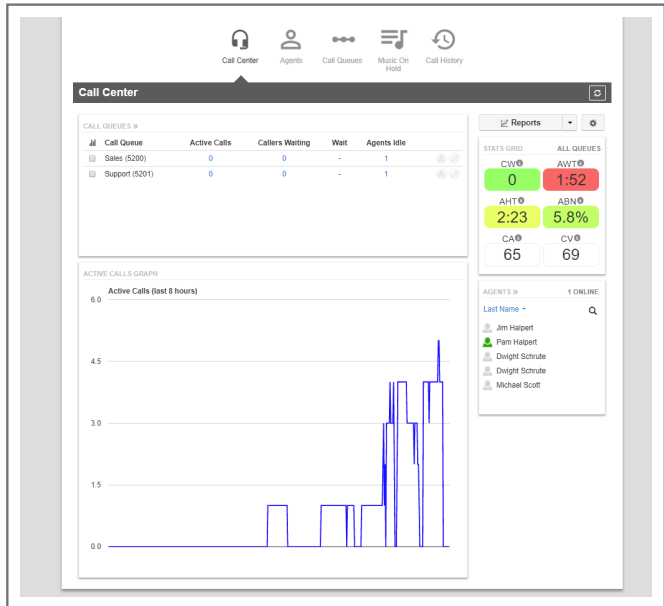 Call Center
Agents
Call Queues
Music On
Hold
Call History
Call Center
CALL QUEUES »
Call Queue Active Calls Callers Waiting Wait Agents Idle
Sales (5200) 0 0 - 1
Support (5201) 0 0 - 1
Reports
STATS GRID ALL QUEUES
CW AWT
0 1:52
AHT ABN
2:23 5.8%
CA CV
65 69
ACTIVE CALLS GRAPH
Active Calls (last 8 hours)
6.0
4.5
3.0
1.5
0.0
AGENTS » 1 ONLINE
Last Name
Jim Halpert
Pam Halpert
Dwight Schrute
Dwight Schrute
Michael Scott